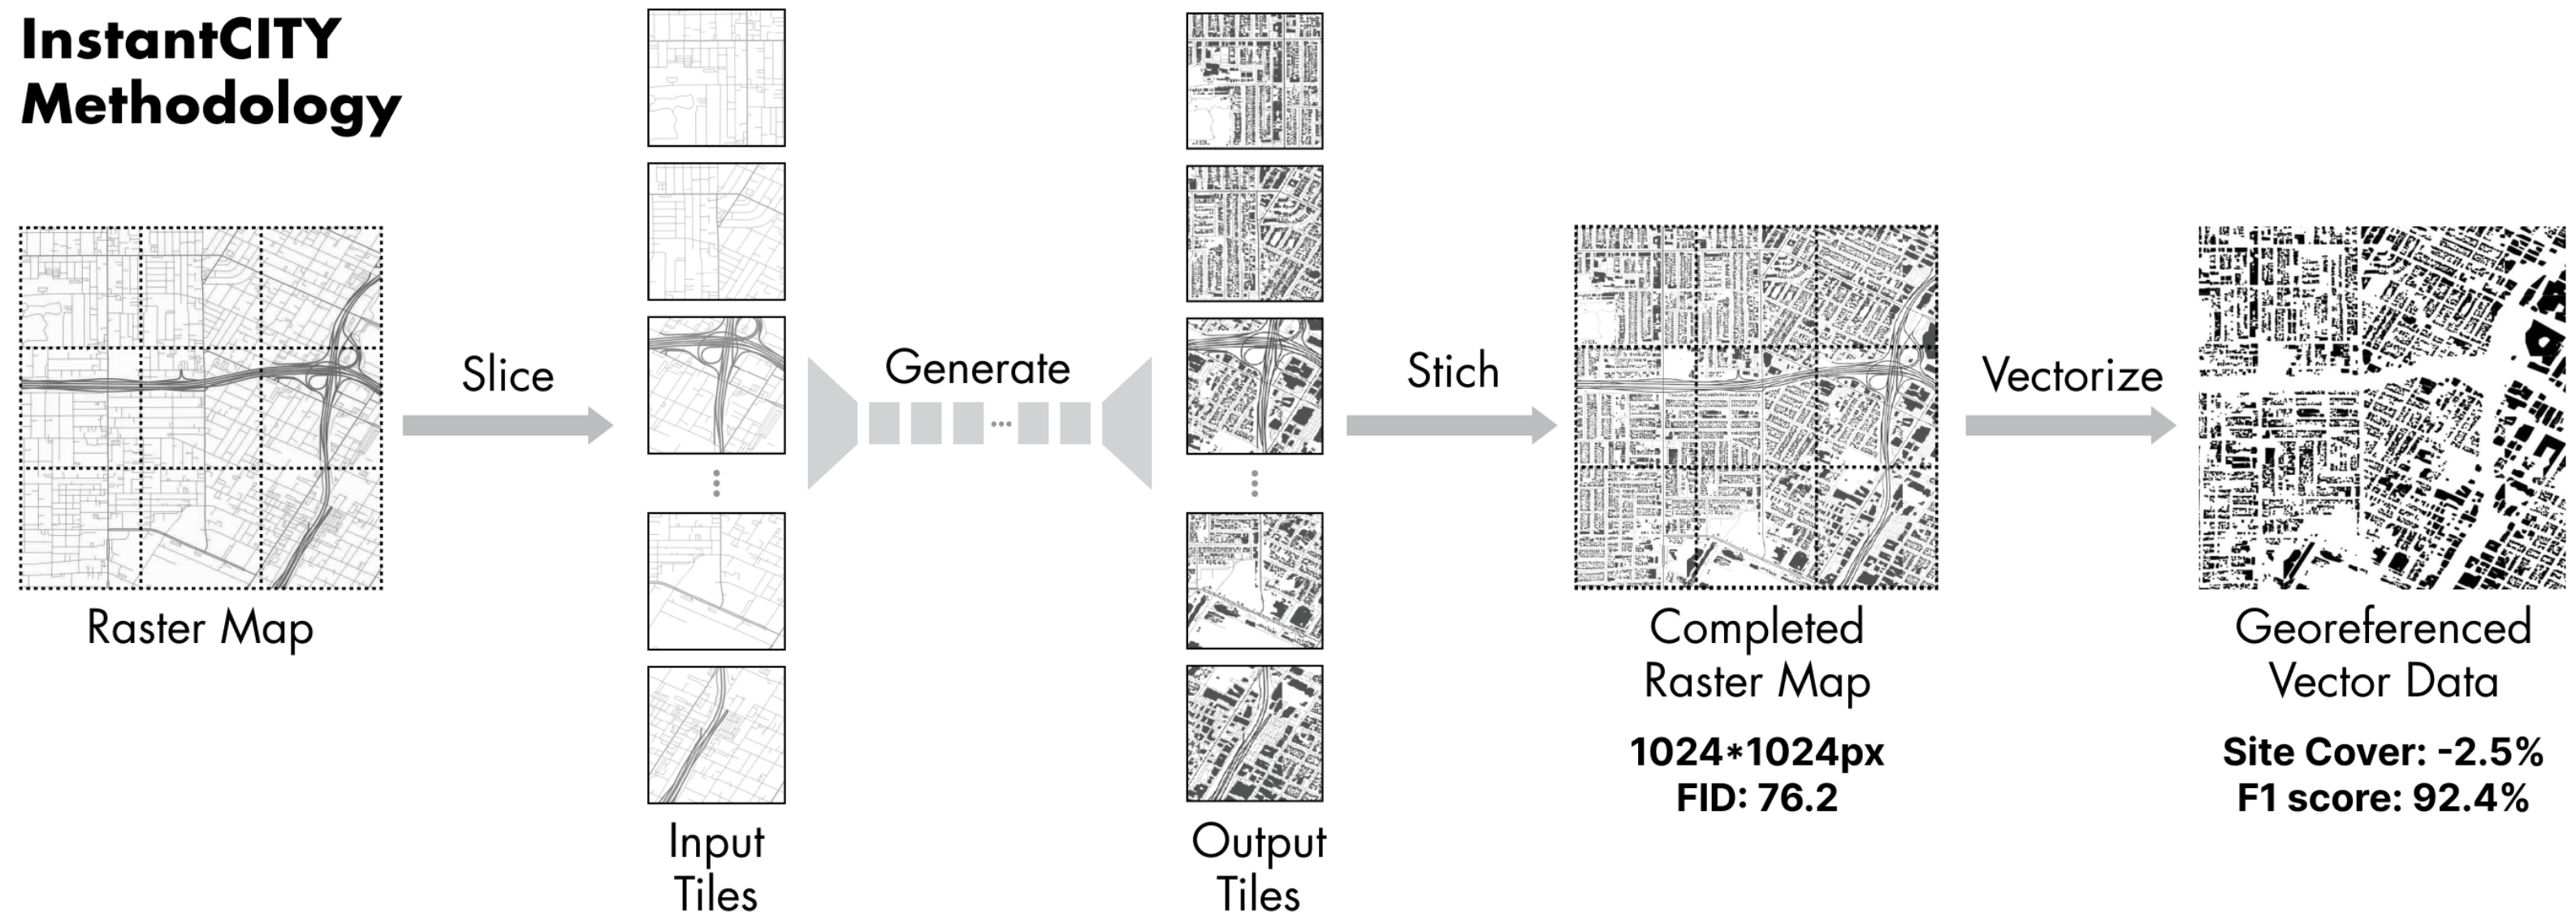 InstantCITY
Methodology
Raster Map
Slice
Input
Tiles
Generate
Output
Tiles
Stich
Completed
Raster Map
1024*1024px
FID: 76.2
Vectorize
Georeferenced
Vector Data
Site Cover: -2.5%
F1 score: 92.4%